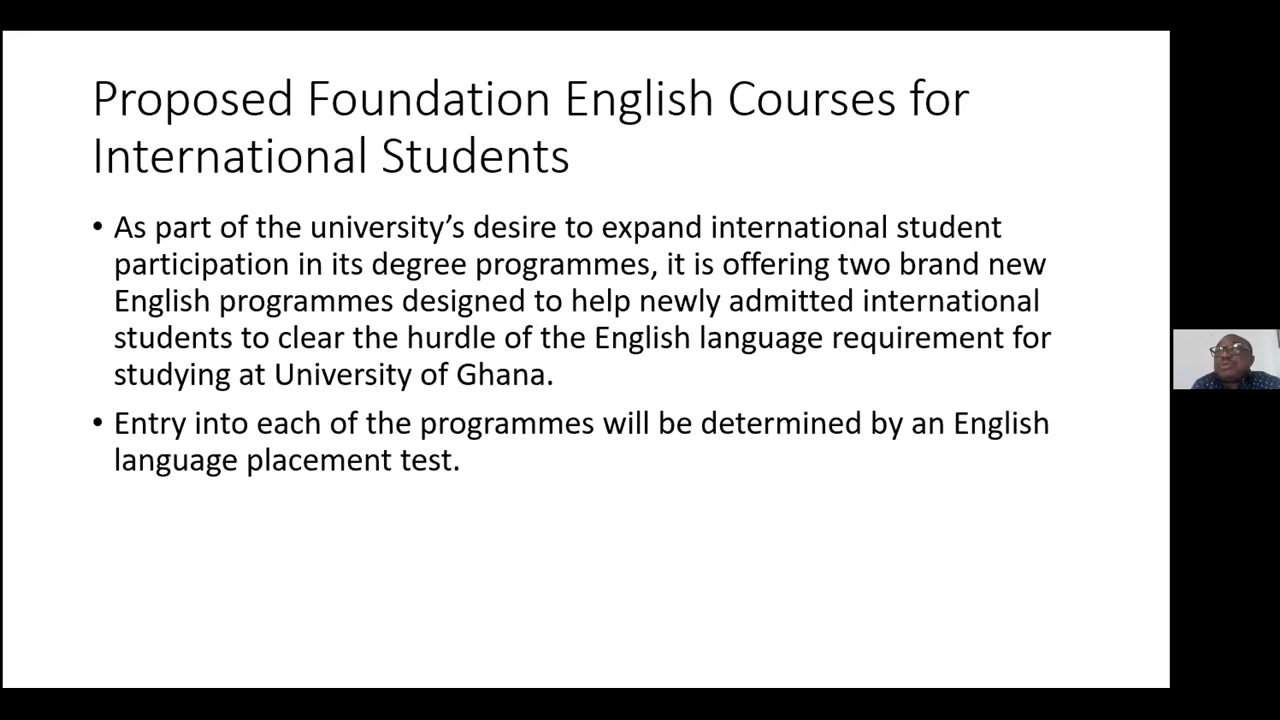 Proposed Foundation English Courses for
International Students
• As part of the university’s desire to expand international student
participation in its degree programmes, it is offering two brand new
English programmes designed to help newly admitted international
students to clear the hurdle of the English language requirement for
studying at University of Ghana.
• Entry into each of the programmes will be determined by an English
language placement test.